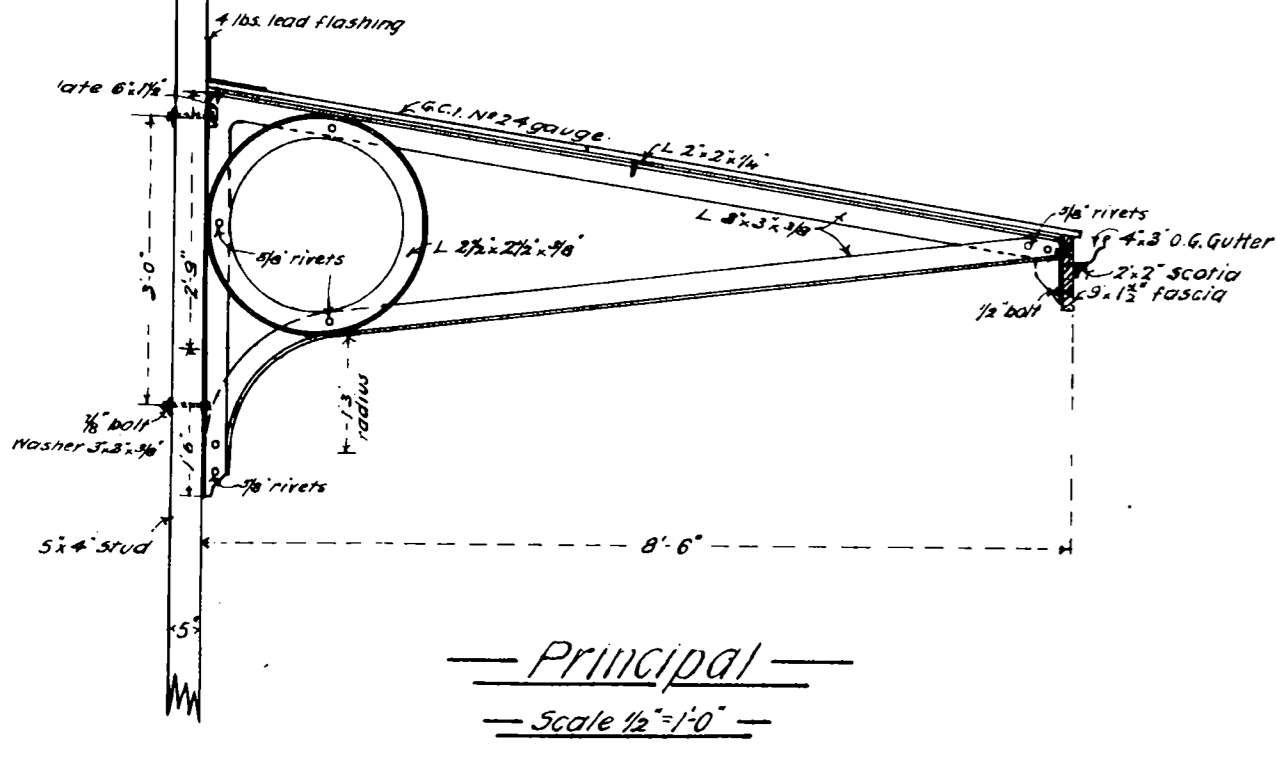 4 lbs. lead flashing
ate 6"x1½"
G.C.I. No 24 gauge.
L 2"x2"x¼"
L 3"x3"x3/8
5/8" rivets
4"x3" O.G. Gutter
2"x2" scotia
9"x1½" fascia
½" bolt
5/8" rivets
L 2½"x2½"x3/8"
3'-0"
2'-9"
1'-3"
radius
7/8" bolt
Washer 3"x3"x3/8"
1'-6"
5/8" rivets
5"x4" stud
8'-6"
5"
Principal
Scale ½"=1'-0"